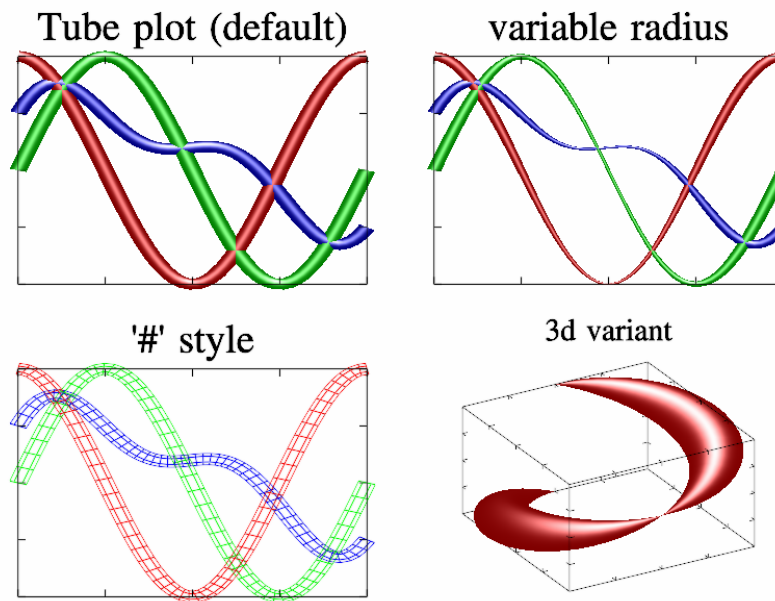 Tube plot (default)
variable radius
'#' style
3d variant